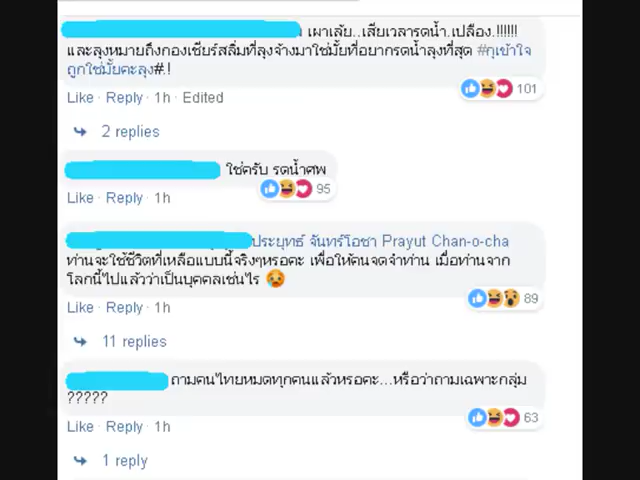 เผาเล้ย..เสียเวลารดน้ำ.เปลือง.!!!!!!
และลุงหมายถึงกองเชียร์สลิ่มที่ลุงจ้างมาใช่มั้ยที่อยากรดน้ำลุงที่สุด #กูเข้าใจ
ถูกใช่มั้ยคะลุง#.!
101
Like · Reply · 1h · Edited
2 replies
ใช่ครับ รดน้ำศพ
95
Like · Reply · 1h
ประยุทธ์ จันทร์โอชา Prayut Chan-o-cha
ท่านจะใช้ชีวิตที่เหลือแบบนี้จริงๆหรอคะ เพื่อให้คนจดจำท่าน เมื่อท่านจาก
โลกนี้ไปแล้วว่าเป็นบุคคลเช่นไร 😥
89
Like · Reply · 1h
11 replies
ถามคนไทยหมดทุกคนแล้วหรอคะ...หรือว่าถามเฉพาะกลุ่ม
?????
63
Like · Reply · 1h
1 reply